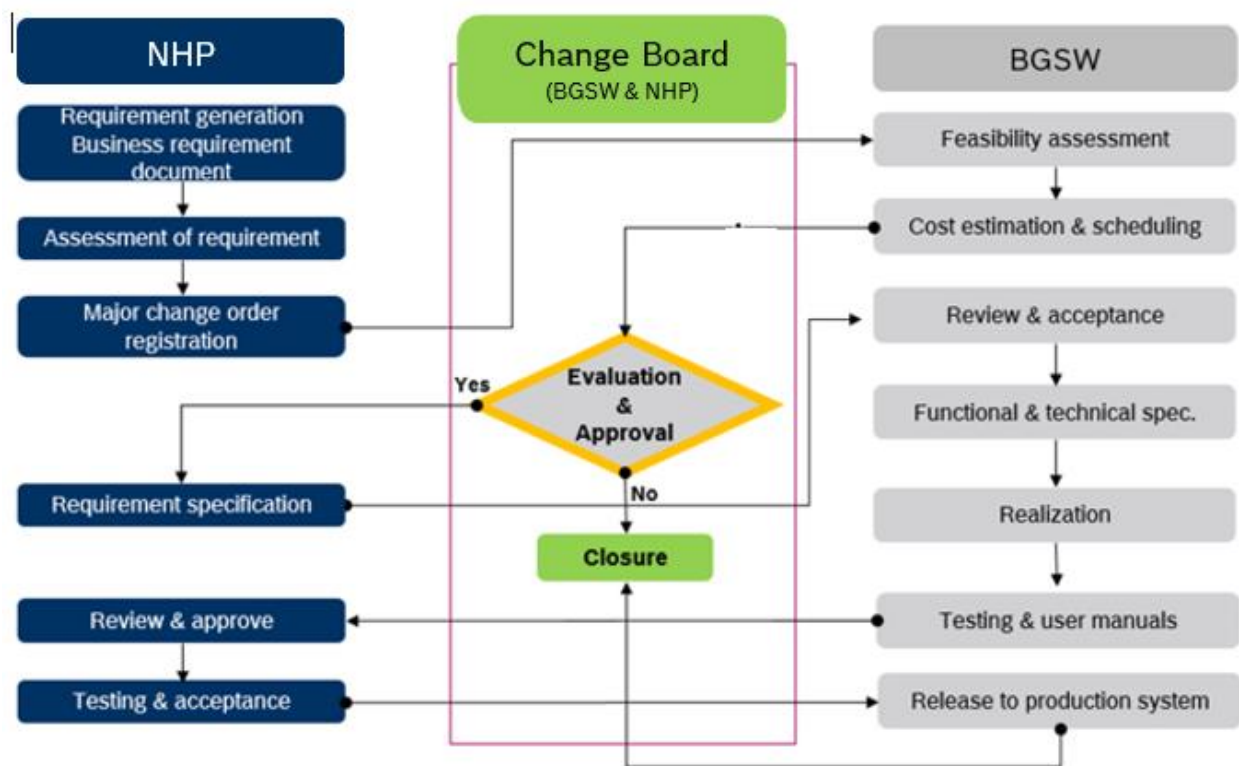 NHP
Requirement generation
Business requirement
document
Assessment of requirement
Major change order
registration
Requirement specification
Review & approve
Testing & acceptance
Change Board
(BGSW & NHP)
Yes
Evaluation
&
Approval
No
Closure
BGSW
Feasibility assessment
Cost estimation & scheduling
Review & acceptance
Functional & technical spec.
Realization
Testing & user manuals
Release to production system